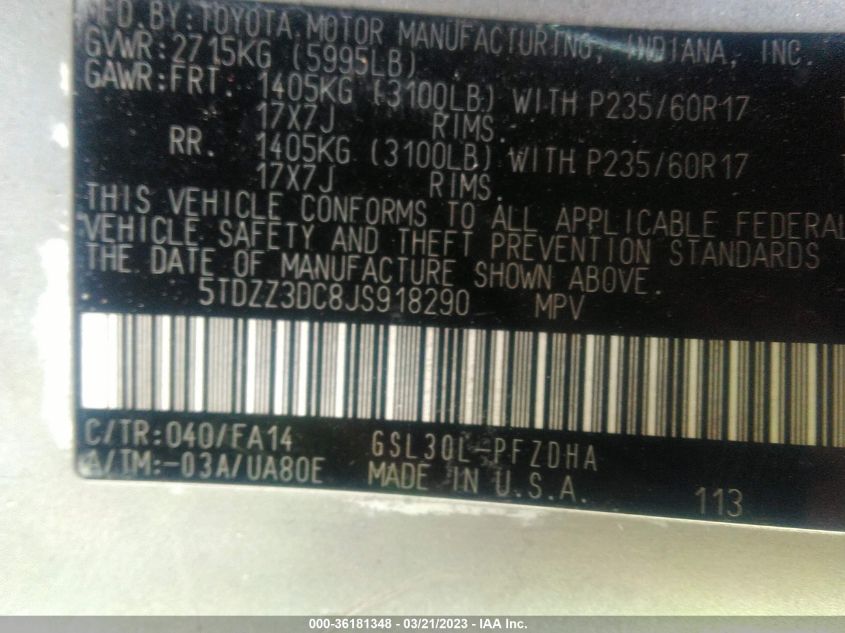 MFD.BY:TOYOTA MOTOR MANUFACTURING, INDIANA, INC.
GVWR:2715KG (5995LB)
GAWR:FRT. 1405KG (3100LB) WITH P235/60R17
17X7J RIMS.
RR. 1405KG (3100LB) WITH P235/60R17
17X7J RIMS.
THIS VEHICLE CONFORMS TO ALL APPLICABLE FEDERAL
VEHICLE SAFETY AND THEFT PREVENTION STANDARDS
THE DATE OF MANUFACTURE SHOWN ABOVE.
5TDZZ3DC8JS918290 MPV
C/TR:040/FA14 GSL30L-PFZDHA
A/TM:-03A/UA80E MADE IN U.S.A. 113
000-36181348 - 03/21/2023 - IAA Inc.